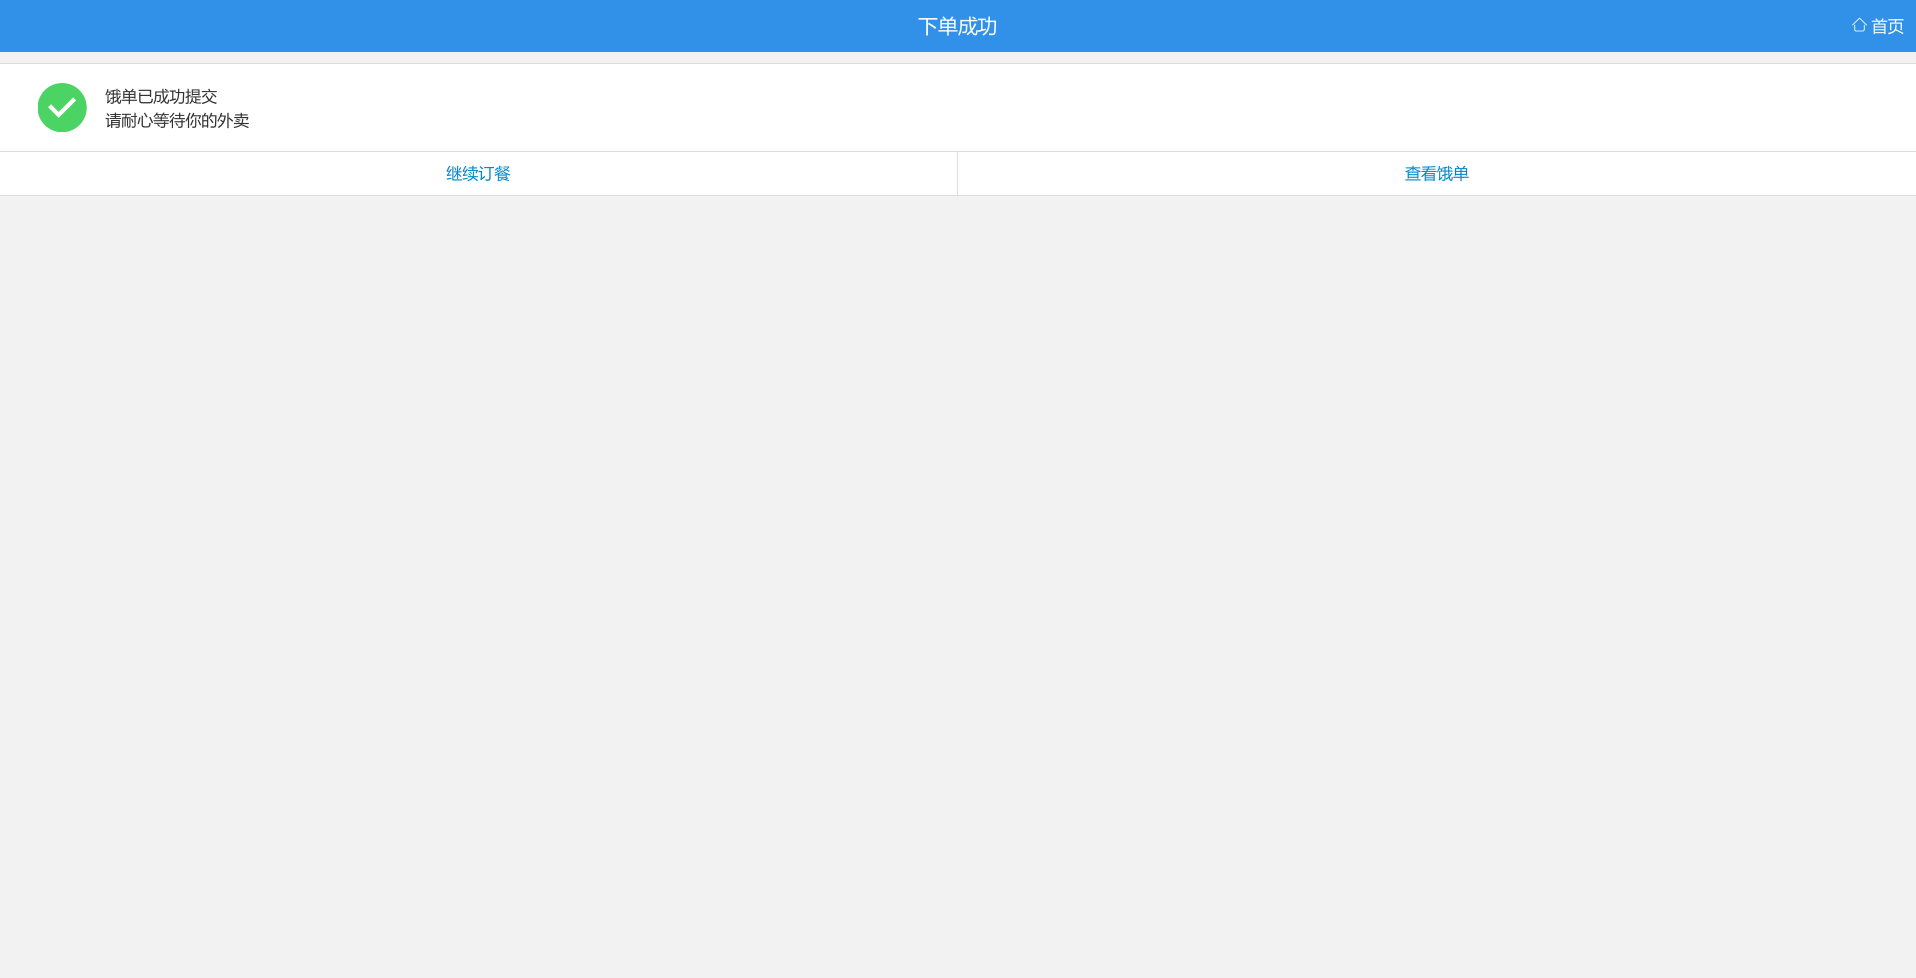 下单成功
首页
饿单已成功提交
请耐心等待你的外卖
继续订餐
查看饿单